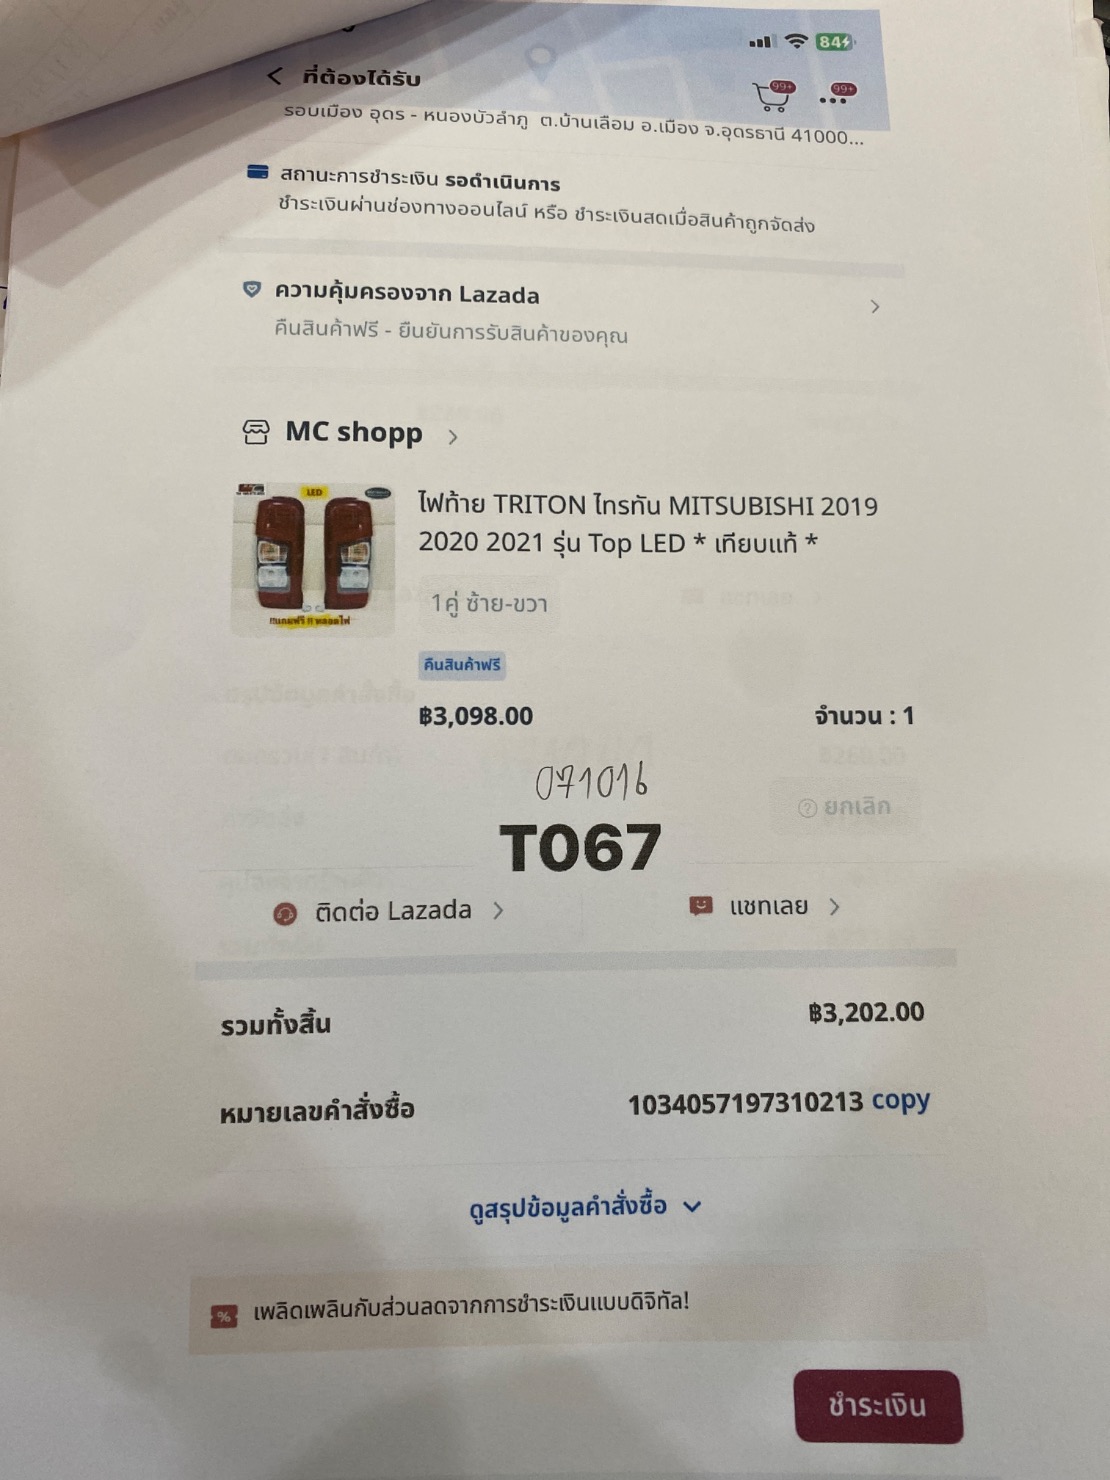 84
ที่ต้องได้รับ
99+
99+
รอบเมือง อุดร - หนองบัวลำภู ต.บ้านเลื่อม อ.เมือง จ.อุดรธานี 41000...
สถานะการชำระเงิน รอดำเนินการ
ชำระเงินผ่านช่องทางออนไลน์ หรือ ชำระเงินสดเมื่อสินค้าถูกจัดส่ง
ความคุ้มครองจาก Lazada
คืนสินค้าฟรี - ยืนยันการรับสินค้าของคุณ
MC shopp
LED
ไฟท้าย TRITON ไทรทัน MITSUBISHI 2019
2020 2021 รุ่น Top LED * เทียบแท้ *
1คู่ ซ้าย-ขวา
คืนสินค้าฟรี
฿3,098.00
จำนวน : 1
071016
ยกเลิก
T067
ติดต่อ Lazada
แชทเลย
รวมทั้งสิ้น
฿3,202.00
หมายเลขคำสั่งซื้อ
1034057197310213 copy
ดูสรุปข้อมูลคำสั่งซื้อ
% เพลิดเพลินกับส่วนลดจากการชำระเงินแบบดิจิทัล!
ชำระเงิน